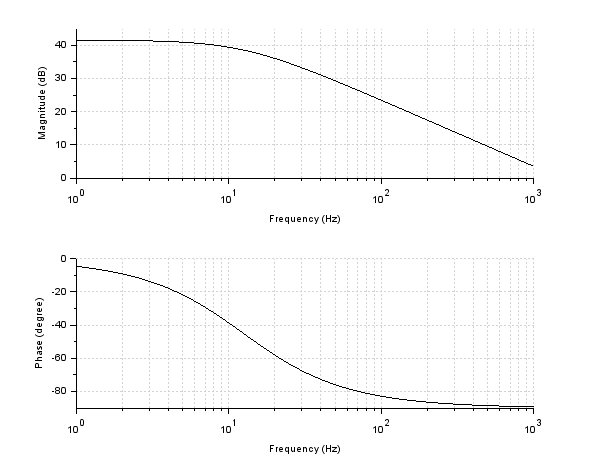 40
30
20
10
0
Magnitude (dB)
10^0 10^1 10^2 10^3
Frequency (Hz)
0
-20
-40
-60
-80
Phase (degree)
10^0 10^1 10^2 10^3
Frequency (Hz)